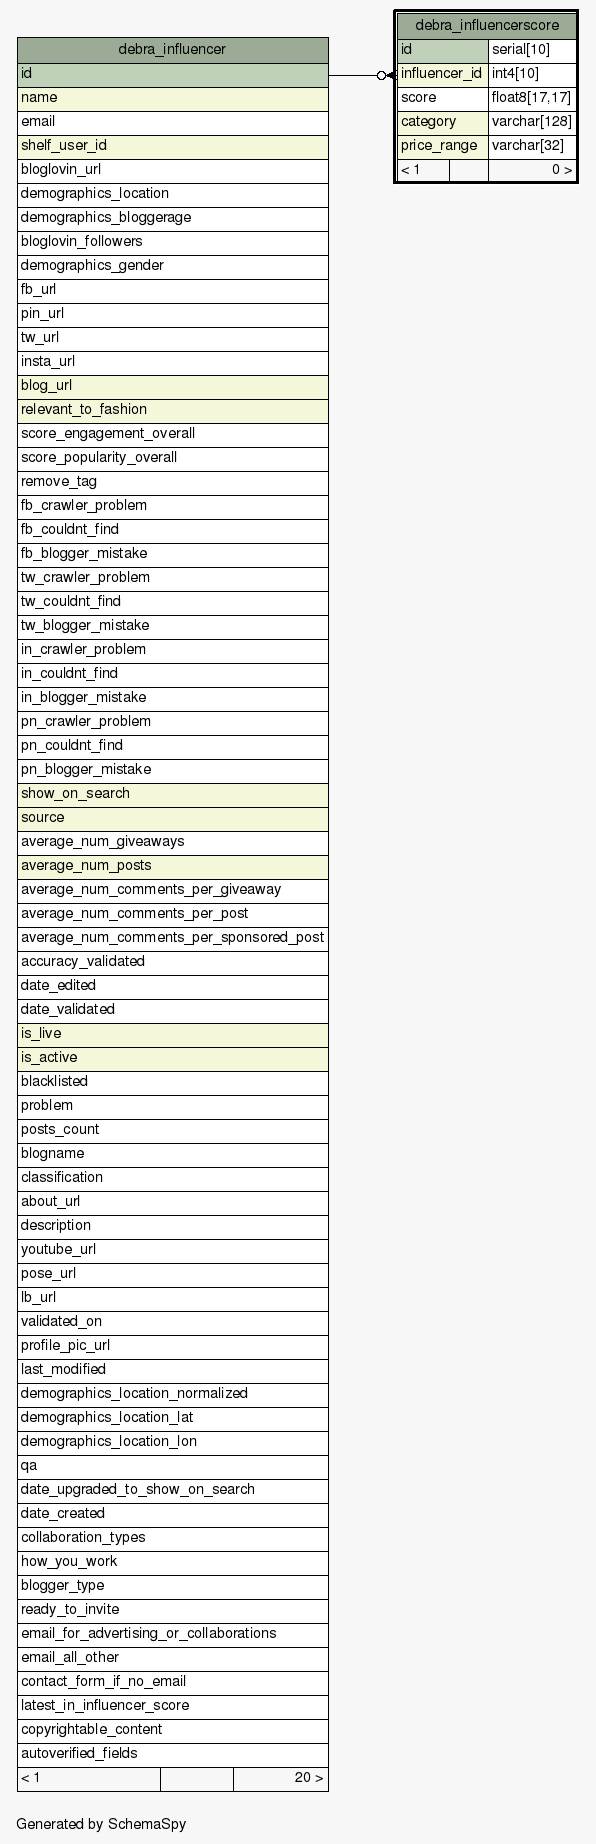 debra_influencer
id
name
email
shelf_user_id
bloglovin_url
demographics_location
demographics_bloggerage
bloglovin_followers
demographics_gender
fb_url
pin_url
tw_url
insta_url
blog_url
relevant_to_fashion
score_engagement_overall
score_popularity_overall
remove_tag
fb_crawler_problem
fb_couldnt_find
fb_blogger_mistake
tw_crawler_problem
tw_couldnt_find
tw_blogger_mistake
in_crawler_problem
in_couldnt_find
in_blogger_mistake
pn_crawler_problem
pn_couldnt_find
pn_blogger_mistake
show_on_search
source
average_num_giveaways
average_num_posts
average_num_comments_per_giveaway
average_num_comments_per_post
average_num_comments_per_sponsored_post
accuracy_validated
date_edited
date_validated
is_live
is_active
blacklisted
problem
posts_count
blogname
classification
about_url
description
youtube_url
pose_url
lb_url
validated_on
profile_pic_url
last_modified
demographics_location_normalized
demographics_location_lat
demographics_location_lon
qa
date_upgraded_to_show_on_search
date_created
collaboration_types
how_you_work
blogger_type
ready_to_invite
email_for_advertising_or_collaborations
email_all_other
contact_form_if_no_email
latest_in_influencer_score
copyrightable_content
autoverified_fields
< 1 20 >
debra_influencerscore
id serial[10]
influencer_id int4[10]
score float8[17,17]
category varchar[128]
price_range varchar[32]
< 1 0 >
Generated by SchemaSpy